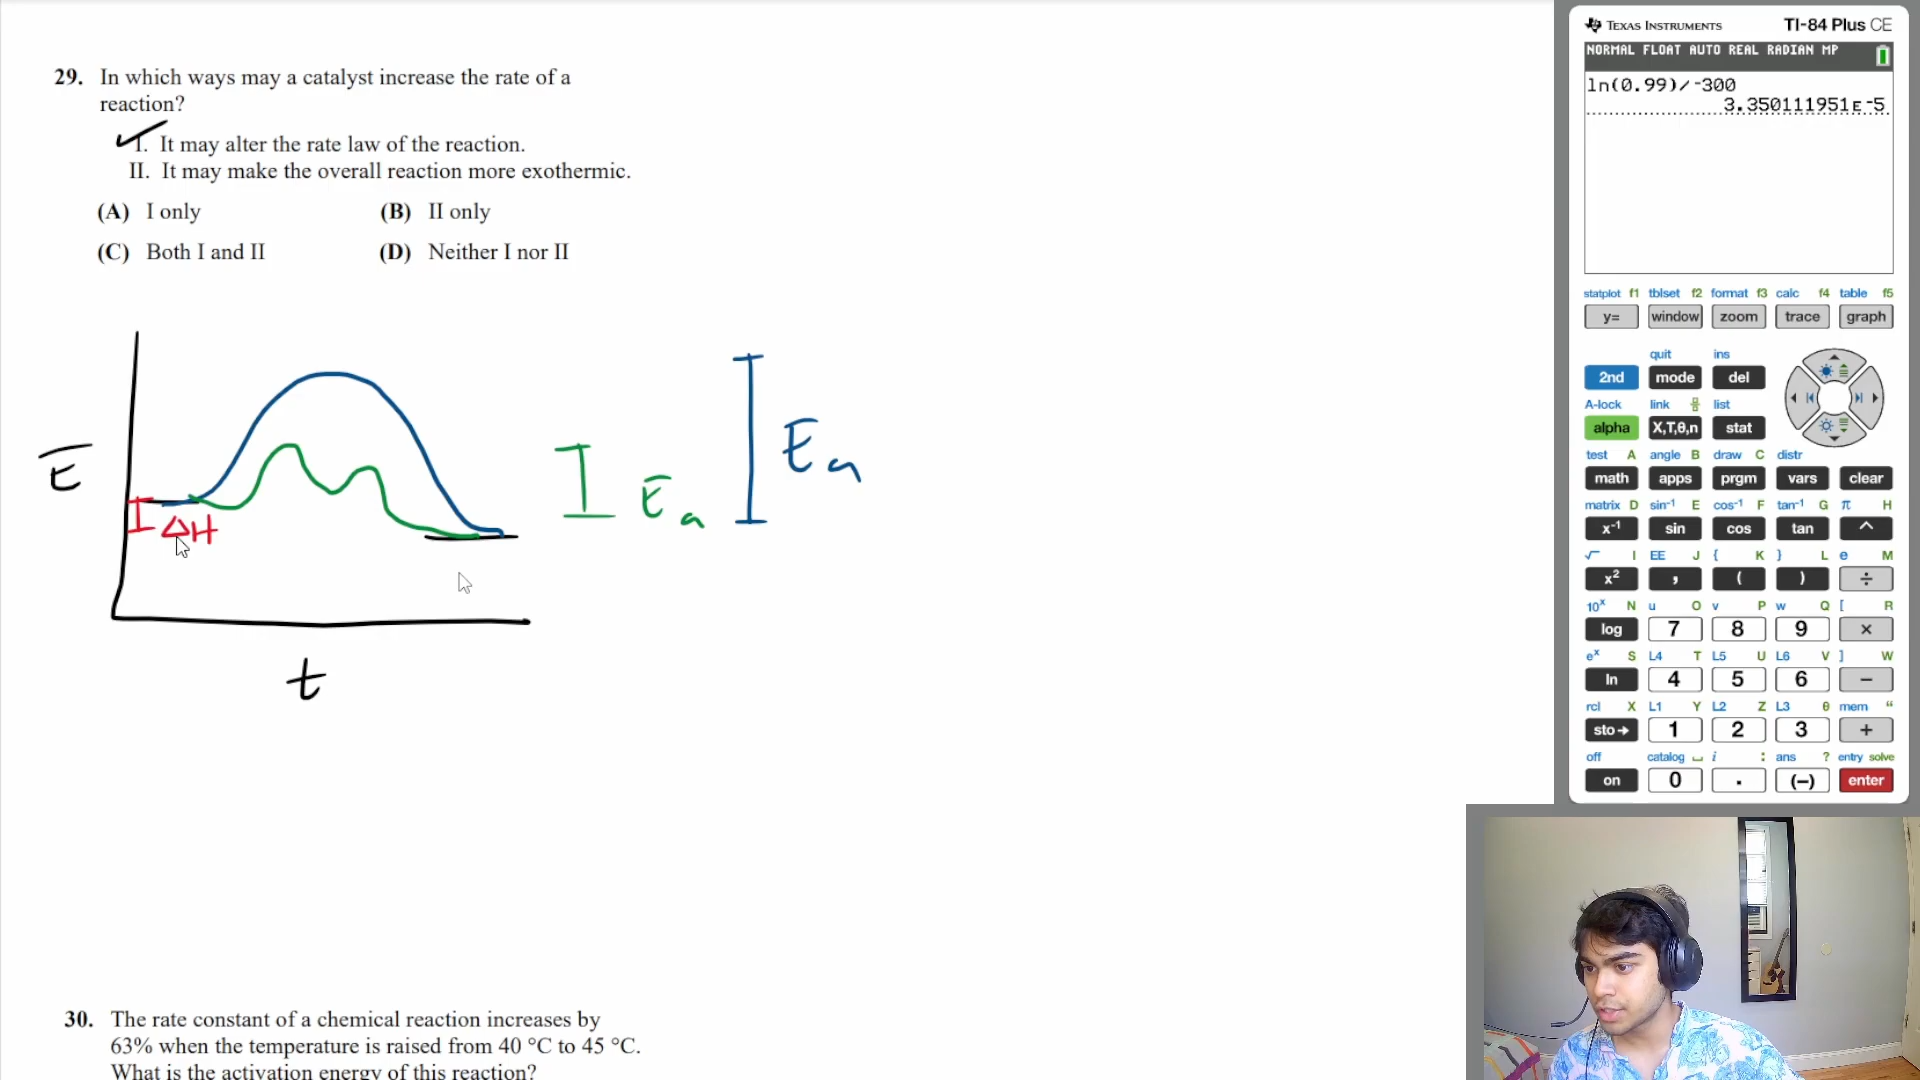 29. In which ways may a catalyst increase the rate of a
reaction?
I. It may alter the rate law of the reaction.
II. It may make the overall reaction more exothermic.
(A) I only
(B) II only
(C) Both I and II
(D) Neither I nor II
E
ΔH
Ea
Ea
t
30. The rate constant of a chemical reaction increases by
63% when the temperature is raised from 40 °C to 45 °C.
What is the activation energy of this reaction?
TEXAS INSTRUMENTS TI-84 Plus CE
NORMAL FLOAT AUTO REAL RADIAN MP
ln(0.99)/-300
3.350111951E-5
statplot f1 tblset f2 format f3 calc f4 table f5
y= window zoom trace graph
quit ins
2nd mode del
A-lock link list
alpha X,T,θ,n stat
test A angle B draw C distr
math apps prgm vars clear
matrix D sin-1 E cos-1 F tan-1 G π H
x-1 sin cos tan ^
√ I EE J { K } L e M
x2 , ( ) ÷
10x N u O v P w Q [ R
log 7 8 9 ×
ex S L4 T L5 U L6 V ] W
ln 4 5 6 −
rcl X L1 Y L2 Z L3 θ mem “
sto→ 1 2 3 +
off catalog ⌴ i : ans ? entry solve
on 0 . (−) enter